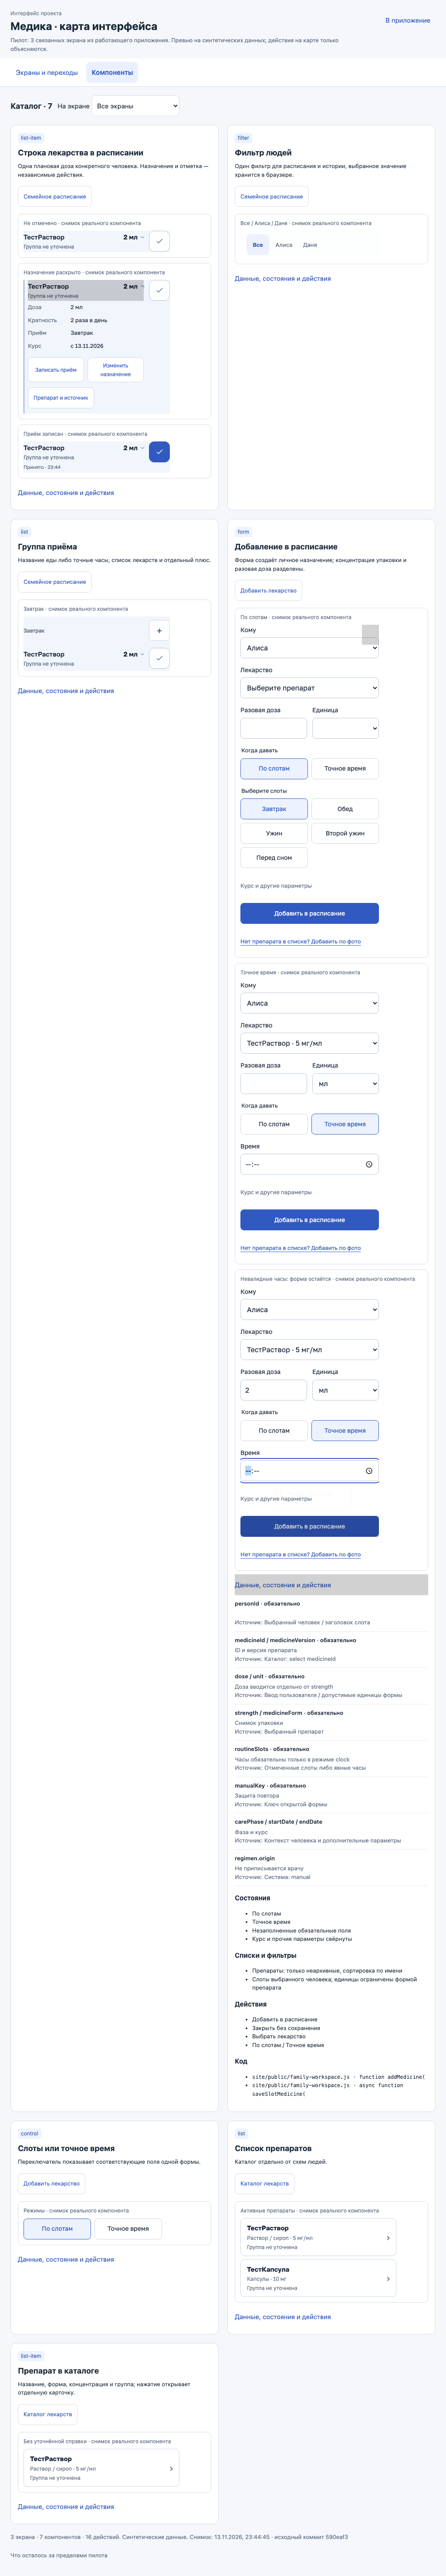 Интерфейс проекта
Медика · карта интерфейса
Пилот: 3 связанных экрана из работающего приложения. Превью на синтетических данных; действия на карте только
объясняются.
В приложение
Экраны и переходы
Компоненты
Каталог · 7
На экране
Все экраны
list-item
Строка лекарства в расписании
Одна плановая доза конкретного человека. Назначение и отметка —
независимые действия.
Семейное расписание
Не отмечено · снимок реального компонента
ТестРаствор
2 мл
Группа не уточнена
Назначение раскрыто · снимок реального компонента
ТестРаствор
2 мл
Группа не уточнена
Доза 2 мл
Кратность 2 раза в день
Приём Завтрак
Курс с 13.11.2026
Записать приём
Изменить
назначение
Препарат и источник
Приём записан · снимок реального компонента
ТестРаствор
2 мл
Группа не уточнена
Принято · 23:44
Данные, состояния и действия
filter
Фильтр людей
Один фильтр для расписания и истории, выбранное значение
хранится в браузере.
Семейное расписание
Все / Алиса / Даня · снимок реального компонента
Все Алиса Даня
Данные, состояния и действия
list
Группа приёма
Название еды либо точные часы, список лекарств и отдельный плюс.
Семейное расписание
Завтрак · снимок реального компонента
Завтрак
+
ТестРаствор
2 мл
Группа не уточнена
Данные, состояния и действия
form
Добавление в расписание
Форма создаёт личное назначение; концентрация упаковки и
разовая доза разделены.
Добавить лекарство
По слотам · снимок реального компонента
Кому
Алиса
Лекарство
Выберите препарат
Разовая доза
Единица
Когда давать
По слотам
Точное время
Выберите слоты
Завтрак
Обед
Ужин
Второй ужин
Перед сном
Курс и другие параметры
Добавить в расписание
Нет препарата в списке? Добавить по фото
Точное время · снимок реального компонента
Кому
Алиса
Лекарство
ТестРаствор · 5 мг/мл
Разовая доза
Единица
мл
Когда давать
По слотам
Точное время
Время
--:--
Курс и другие параметры
Добавить в расписание
Нет препарата в списке? Добавить по фото
Невалидные часы: форма остаётся · снимок реального компонента
Кому
Алиса
Лекарство
ТестРаствор · 5 мг/мл
Разовая доза
Единица
2
мл
Когда давать
По слотам
Точное время
Время
--:--
Курс и другие параметры
Добавить в расписание
Нет препарата в списке? Добавить по фото
Данные, состояния и действия
personId · обязательно
Источник: Выбранный человек / заголовок слота
medicineId / medicineVersion · обязательно
ID и версия препарата
Источник: Каталог: select medicineId
dose / unit · обязательно
Доза вводится отдельно от strength
Источник: Ввод пользователя / допустимые единицы формы
strength / medicineForm · обязательно
Снимок упаковки
Источник: Выбранный препарат
routineSlots · обязательно
Часы обязательны только в режиме clock
Источник: Отмеченные слоты либо явные часы
manualKey · обязательно
Защита повтора
Источник: Ключ открытой формы
carePhase / startDate / endDate
Фаза и курс
Источник: Контекст человека и дополнительные параметры
regimen.origin
Не приписывается врачу
Источник: Система: manual
Состояния
• По слотам
• Точное время
• Незаполненные обязательные поля
• Курс и прочие параметры свёрнуты
Списки и фильтры
• Препараты: только неархивные, сортировка по имени
• Слоты выбранного человека; единицы ограничены формой
препарата
Действия
• Добавить в расписание
• Закрыть без сохранения
• Выбрать лекарство
• По слотам / Точное время
Код
• site/public/family-workspace.js · function addMedicine(
• site/public/family-workspace.js · async function
saveSlotMedicine(
control
Слоты или точное время
Переключатель показывает соответствующие поля одной формы.
Добавить лекарство
Режимы · снимок реального компонента
По слотам
Точное время
Данные, состояния и действия
list
Список препаратов
Каталог отдельно от схем людей.
Каталог лекарств
Активные препараты · снимок реального компонента
ТестРаствор
Раствор / сироп · 5 мг/мл
Группа не уточнена
ТестКапсула
Капсулы · 10 мг
Группа не уточнена
Данные, состояния и действия
list-item
Препарат в каталоге
Название, форма, концентрация и группа; нажатие открывает
отдельную карточку.
Каталог лекарств
Без уточнённой справки · снимок реального компонента
ТестРаствор
Раствор / сироп · 5 мг/мл
Группа не уточнена
Данные, состояния и действия
3 экрана · 7 компонентов · 16 действий. Синтетические данные. Снимок: 13.11.2026, 23:44:45 · исходный коммит 590eaf3
Что осталось за пределами пилота